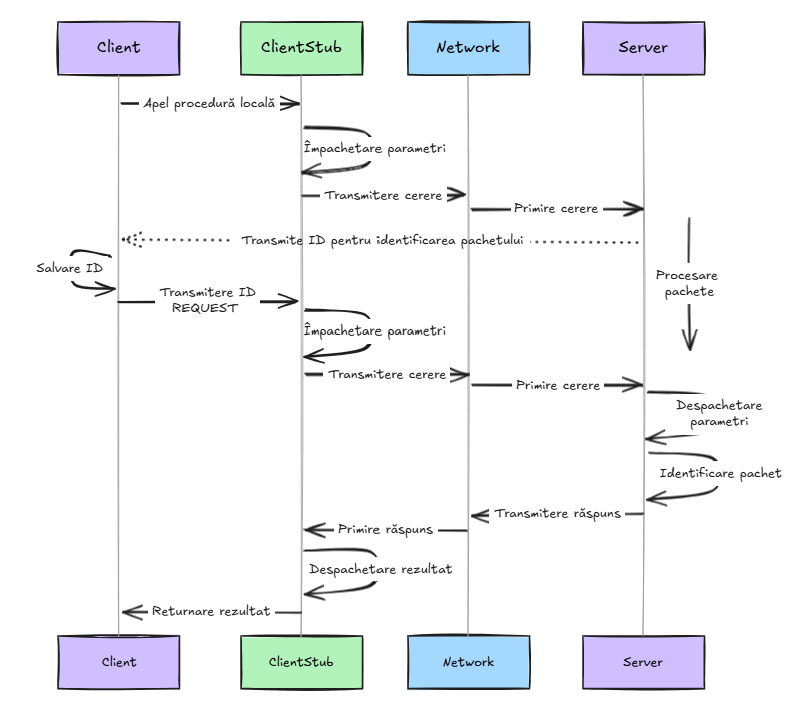 Client
ClientStub
Network
Server
Apel procedură locală
Împachetare parametri
Transmitere cerere
Primire cerere
Transmite ID pentru identificarea pachetului
Salvare ID
Procesare
pachete
Transmitere ID
REQUEST
Împachetare parametri
Transmitere cerere
Primire cerere
Despachetare
parametri
Identificare pachet
Transmitere răspuns
Primire răspuns
Despachetare rezultat
Returnare rezultat
Client
ClientStub
Network
Server